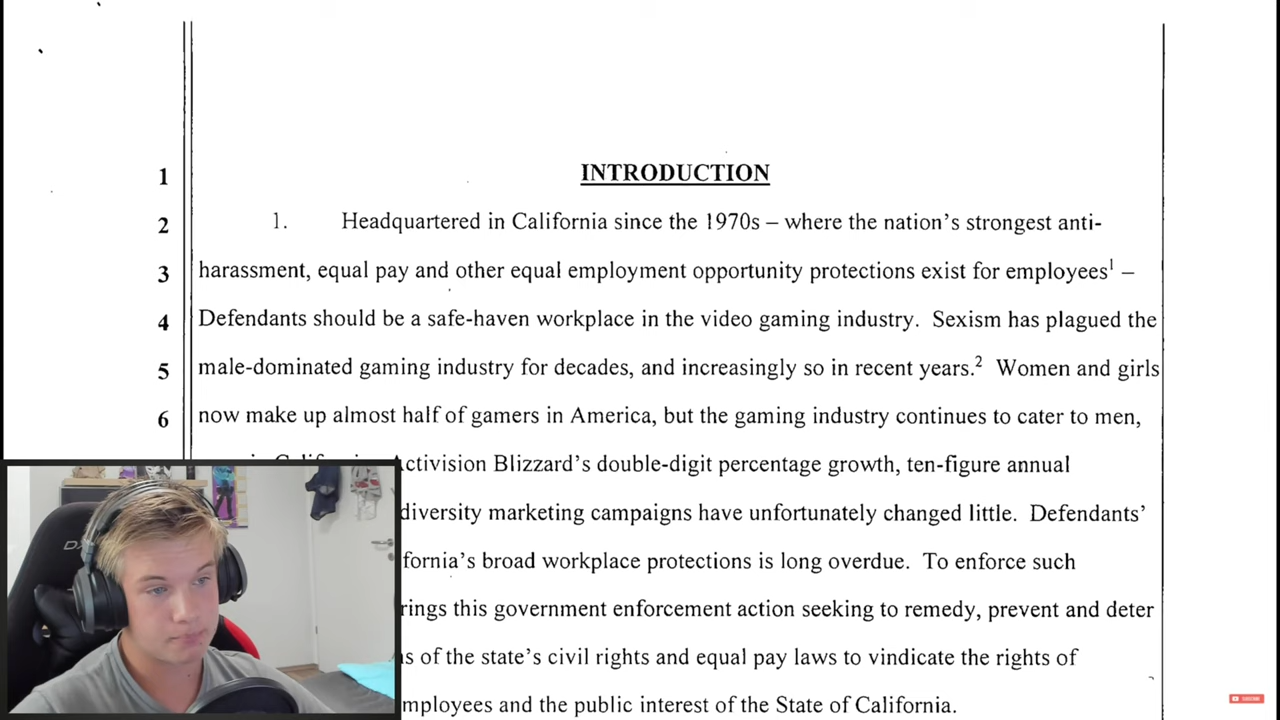 1 INTRODUCTION
2 1. Headquartered in California since the 1970s – where the nation's strongest anti-
3 harassment, equal pay and other equal employment opportunity protections exist for employees1 –
4 Defendants should be a safe-haven workplace in the video gaming industry. Sexism has plagued the
5 male-dominated gaming industry for decades, and increasingly so in recent years.2 Women and girls
6 now make up almost half of gamers in America, but the gaming industry continues to cater to men,
Activision Blizzard's double-digit percentage growth, ten-figure annual
diversity marketing campaigns have unfortunately changed little. Defendants'
fornia's broad workplace protections is long overdue. To enforce such
rings this government enforcement action seeking to remedy, prevent and deter
s of the state's civil rights and equal pay laws to vindicate the rights of
mployees and the public interest of the State of California.